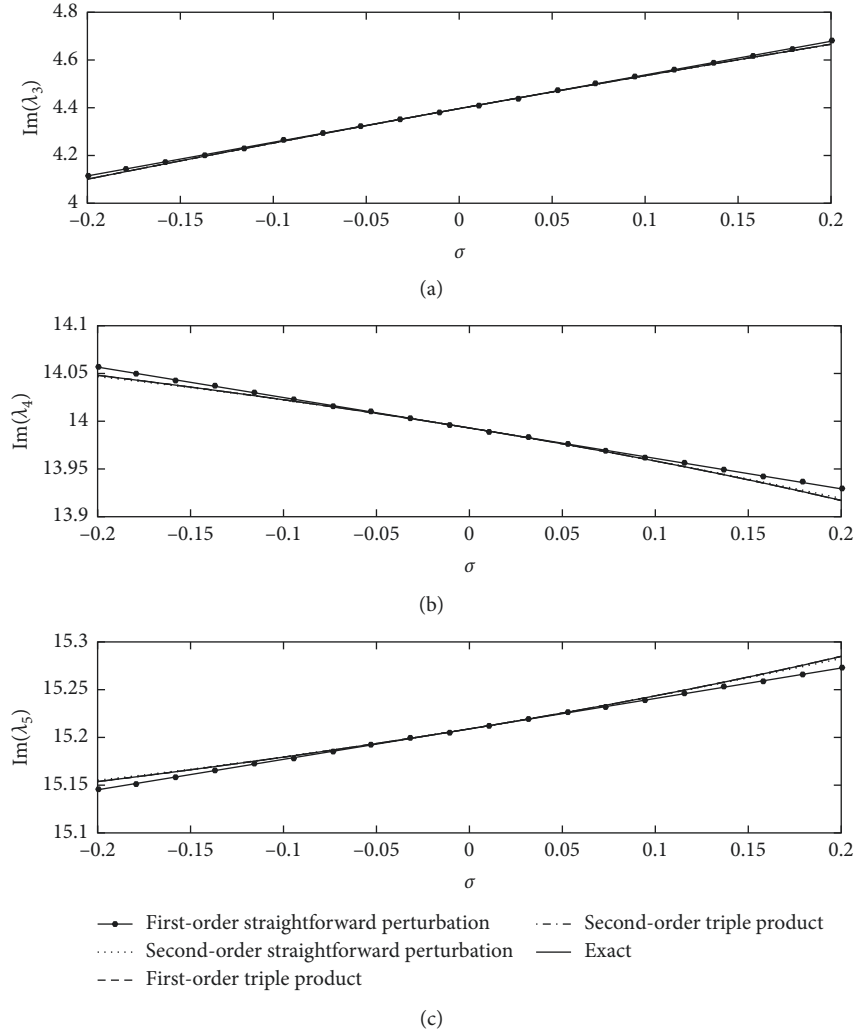 4.8
4.6
4.4
4.2
4
Im(λ3)
−0.2 −0.15 −0.1 −0.05 0 0.05 0.1 0.15 0.2
σ
(a)
14.1
14.05
14
13.95
13.9
Im(λ4)
−0.2 −0.15 −0.1 −0.05 0 0.05 0.1 0.15 0.2
σ
(b)
15.3
15.25
15.2
15.15
15.1
Im(λ5)
−0.2 −0.15 −0.1 −0.05 0 0.05 0.1 0.15 0.2
σ
First-order straightforward perturbation
Second-order straightforward perturbation
First-order triple product
Second-order triple product
Exact
(c)